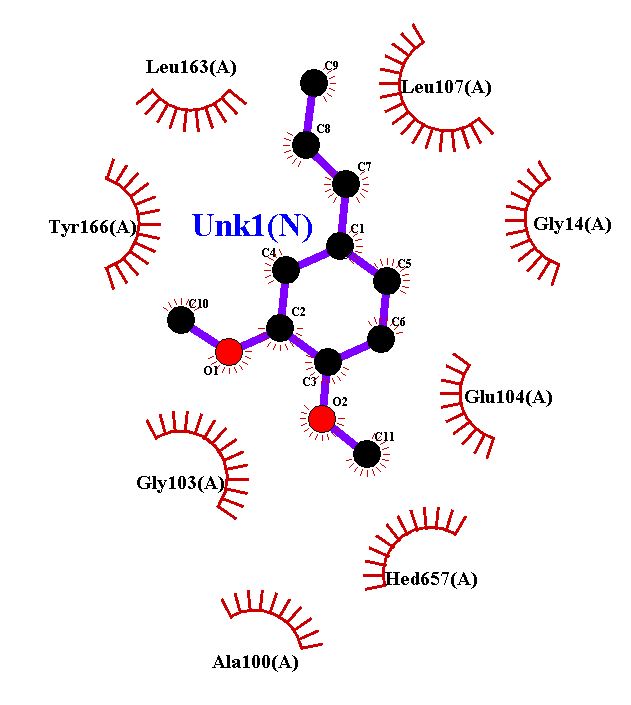 C9
Leu163(A)
Leu107(A)
C8
C7
Tyr166(A)
Unk1(N)
Gly14(A)
C1
C4
C5
C10
C2
C6
O1
C3
O2
Glu104(A)
C11
Gly103(A)
Hed657(A)
Ala100(A)